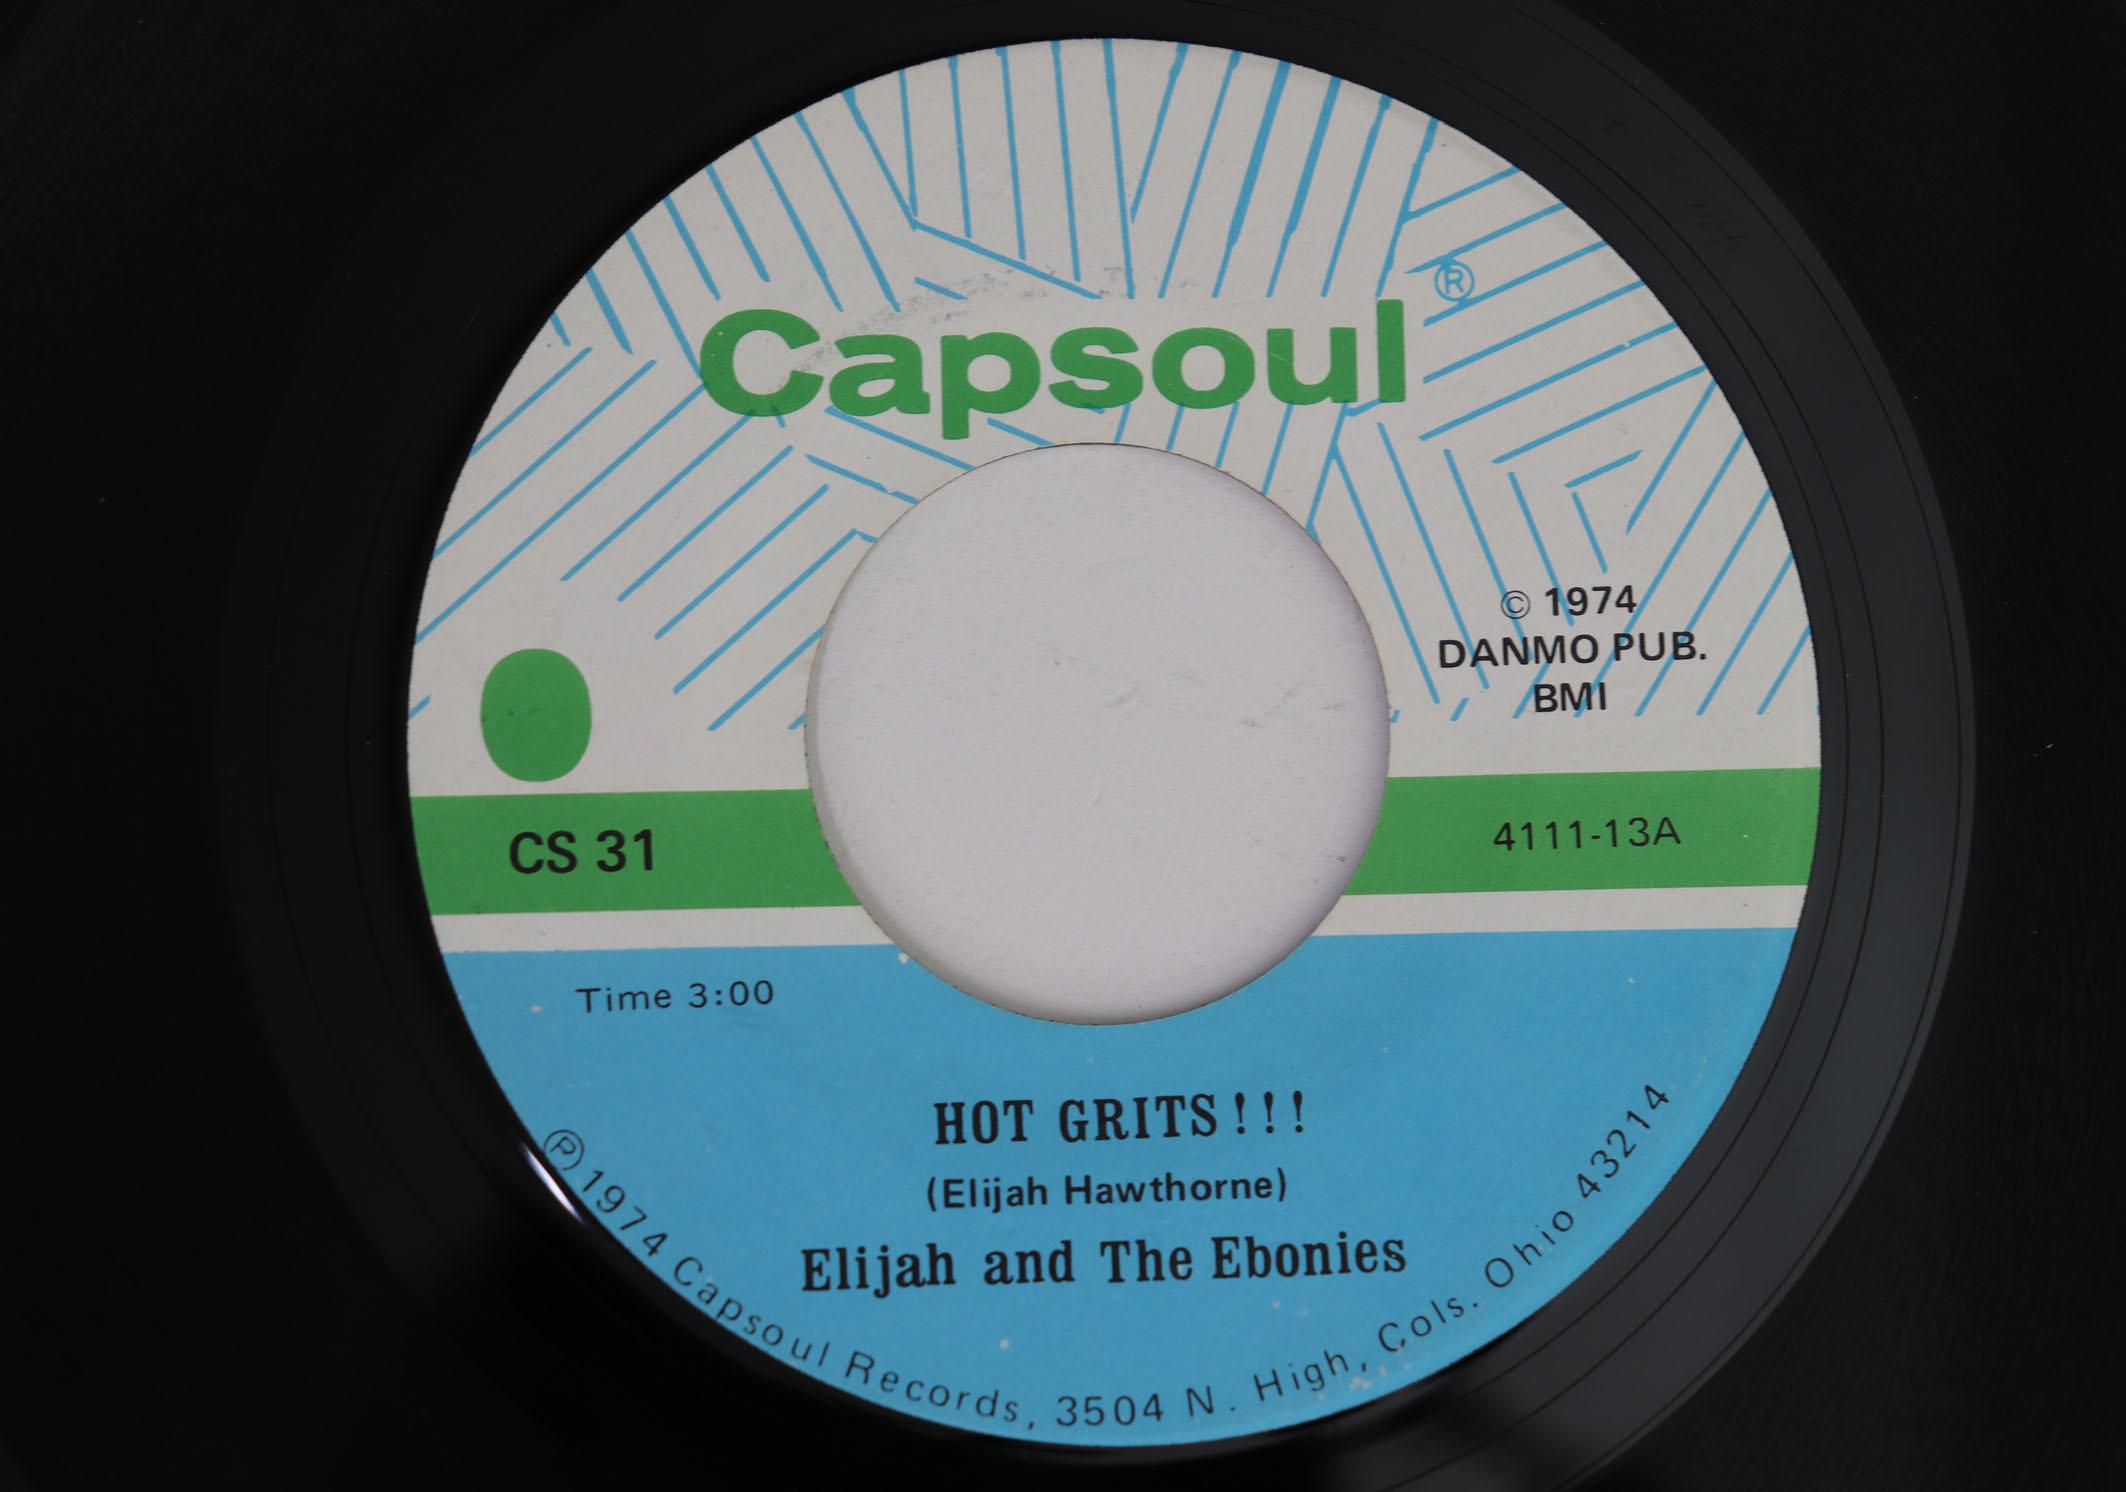 Capsoul ®
© 1974
DANMO PUB.
BMI
CS 31
4111-13A
Time 3:00
HOT GRITS!!!
(Elijah Hawthorne)
Elijah and The Ebonies
℗ 1974 Capsoul Records, 3504 N. High, Cols. Ohio 43214